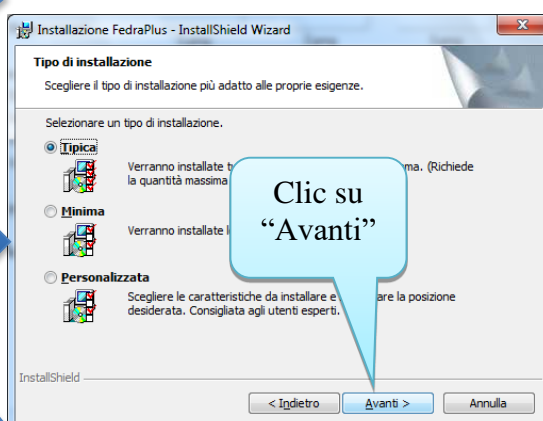 Installazione FedraPlus - InstallShield Wizard
Tipo di installazione
Scegliere il tipo di installazione più adatto alle proprie esigenze.
Selezionare un tipo di installazione.
Tipica
Verranno installate ma. (Richiede
la quantità massima
Minima
Verranno installate
Personalizzata
Scegliere le caratteristiche da installare e are la posizione
desiderata. Consigliata agli utenti esperti.
Clic su
“Avanti”
InstallShield
< Indietro
Avanti >
Annulla